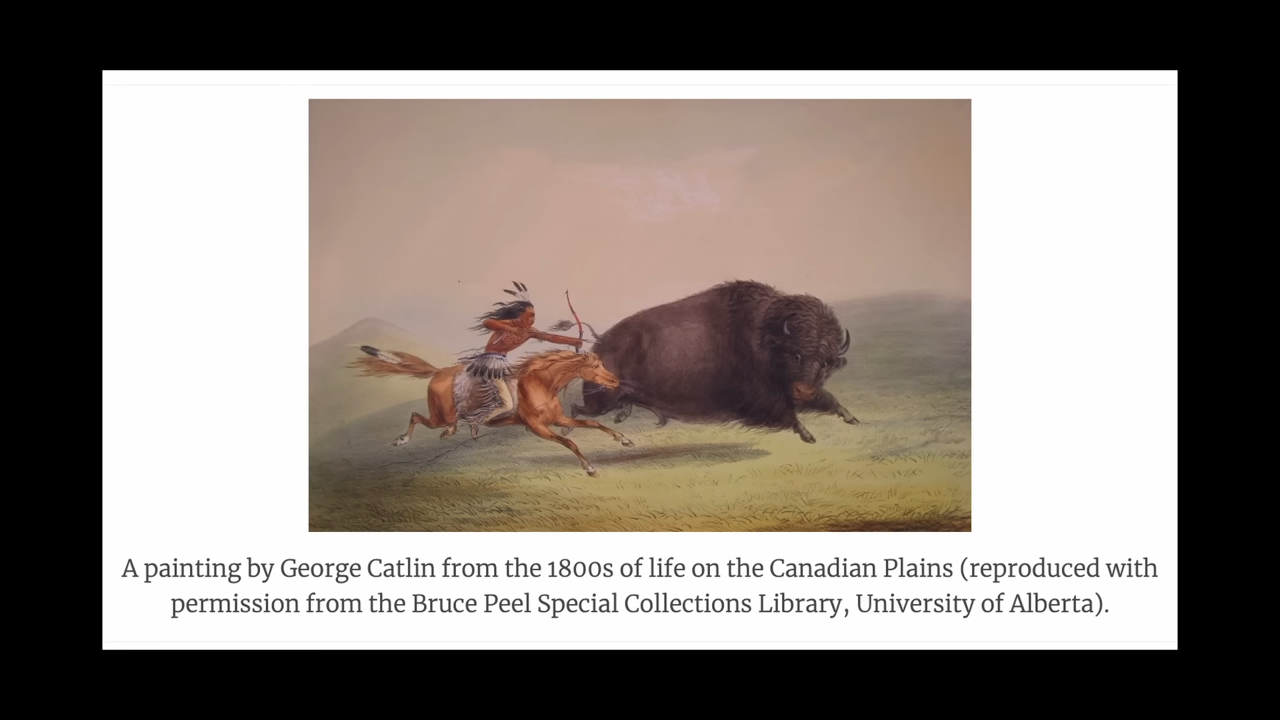 A painting by George Catlin from the 1800s of life on the Canadian Plains (reproduced with
permission from the Bruce Peel Special Collections Library, University of Alberta).